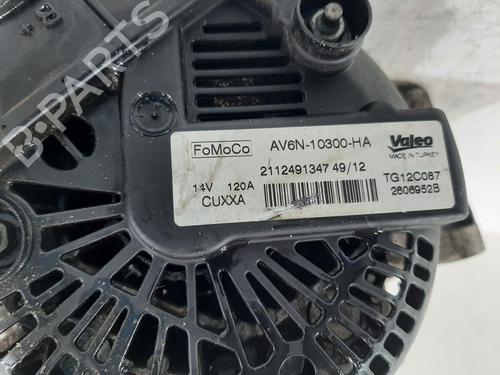 B-PARTS
FoMoCo AV6N-10300-HA Valeo
MADE IN TURKEY
2112491347 49/12
14V 120A TG12C087
CUXXA 2606952B